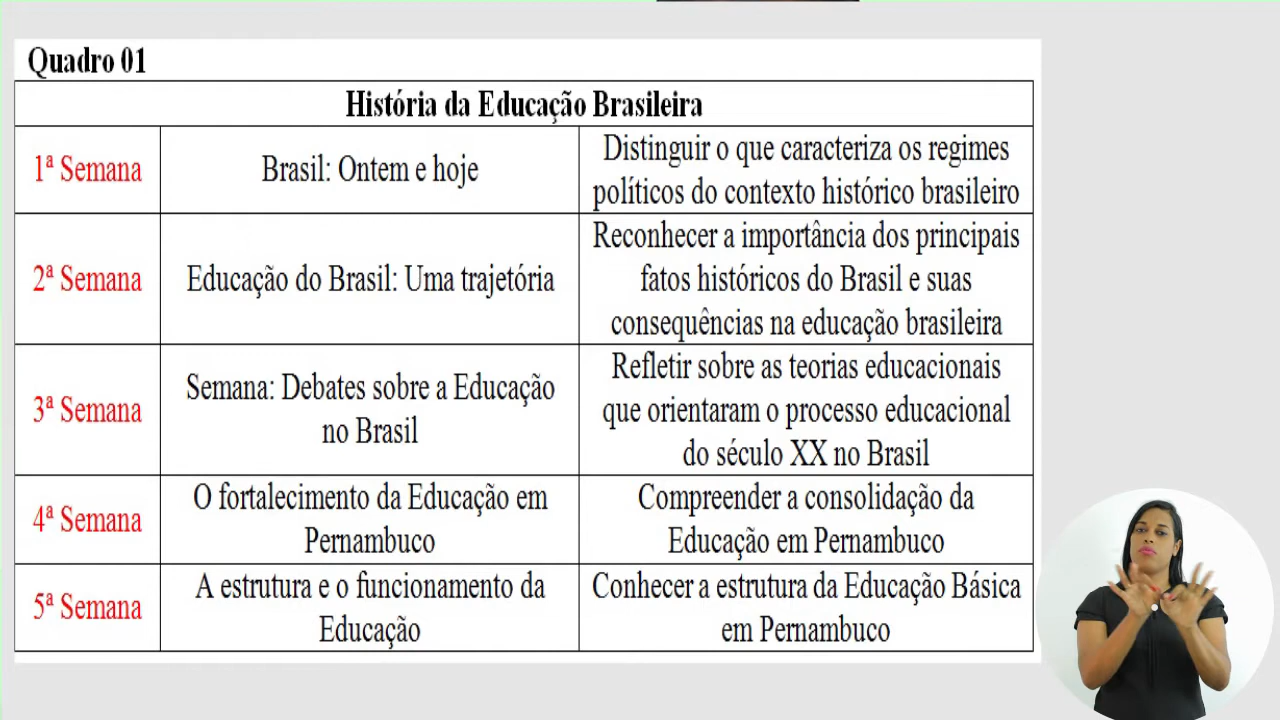 Quadro 01
História da Educação Brasileira
1ª Semana
Brasil: Ontem e hoje
Distinguir o que caracteriza os regimes
políticos do contexto histórico brasileiro
2ª Semana
Educação do Brasil: Uma trajetória
Reconhecer a importância dos principais
fatos históricos do Brasil e suas
consequências na educação brasileira
3ª Semana
Semana: Debates sobre a Educação
no Brasil
Refletir sobre as teorias educacionais
que orientaram o processo educacional
do século XX no Brasil
4ª Semana
O fortalecimento da Educação em
Pernambuco
Compreender a consolidação da
Educação em Pernambuco
5ª Semana
A estrutura e o funcionamento da
Educação
Conhecer a estrutura da Educação Básica
em Pernambuco